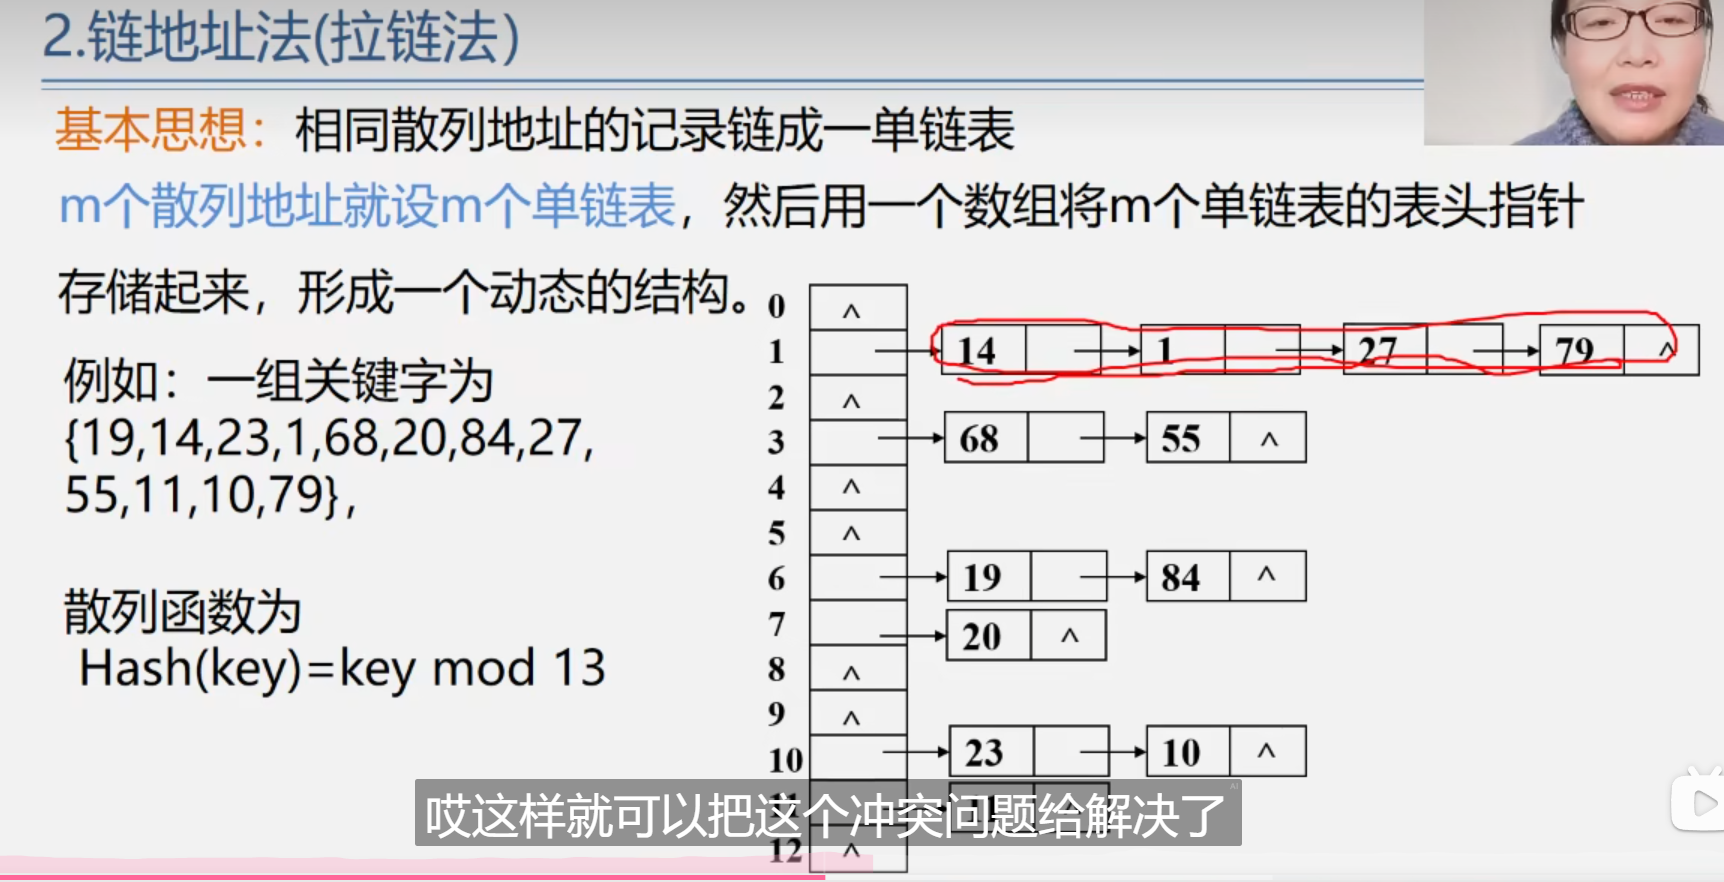 2.链地址法(拉链法)
基本思想：相同散列地址的记录链成一单链表
m个散列地址就设m个单链表，然后用一个数组将m个单链表的表头指针
存储起来，形成一个动态的结构。
例如：一组关键字为
{19,14,23,1,68,20,84,27,
55,11,10,79}，
散列函数为
Hash(key)=key mod 13
0 ^
1 14 1 27 79 ^
2 ^
3 68 55 ^
4 ^
5 ^
6 19 84 ^
7 20 ^
8 ^
9 ^
10 23 10 ^
11 11 ^
12 ^
哎这样就可以把这个冲突问题给解决了
AI